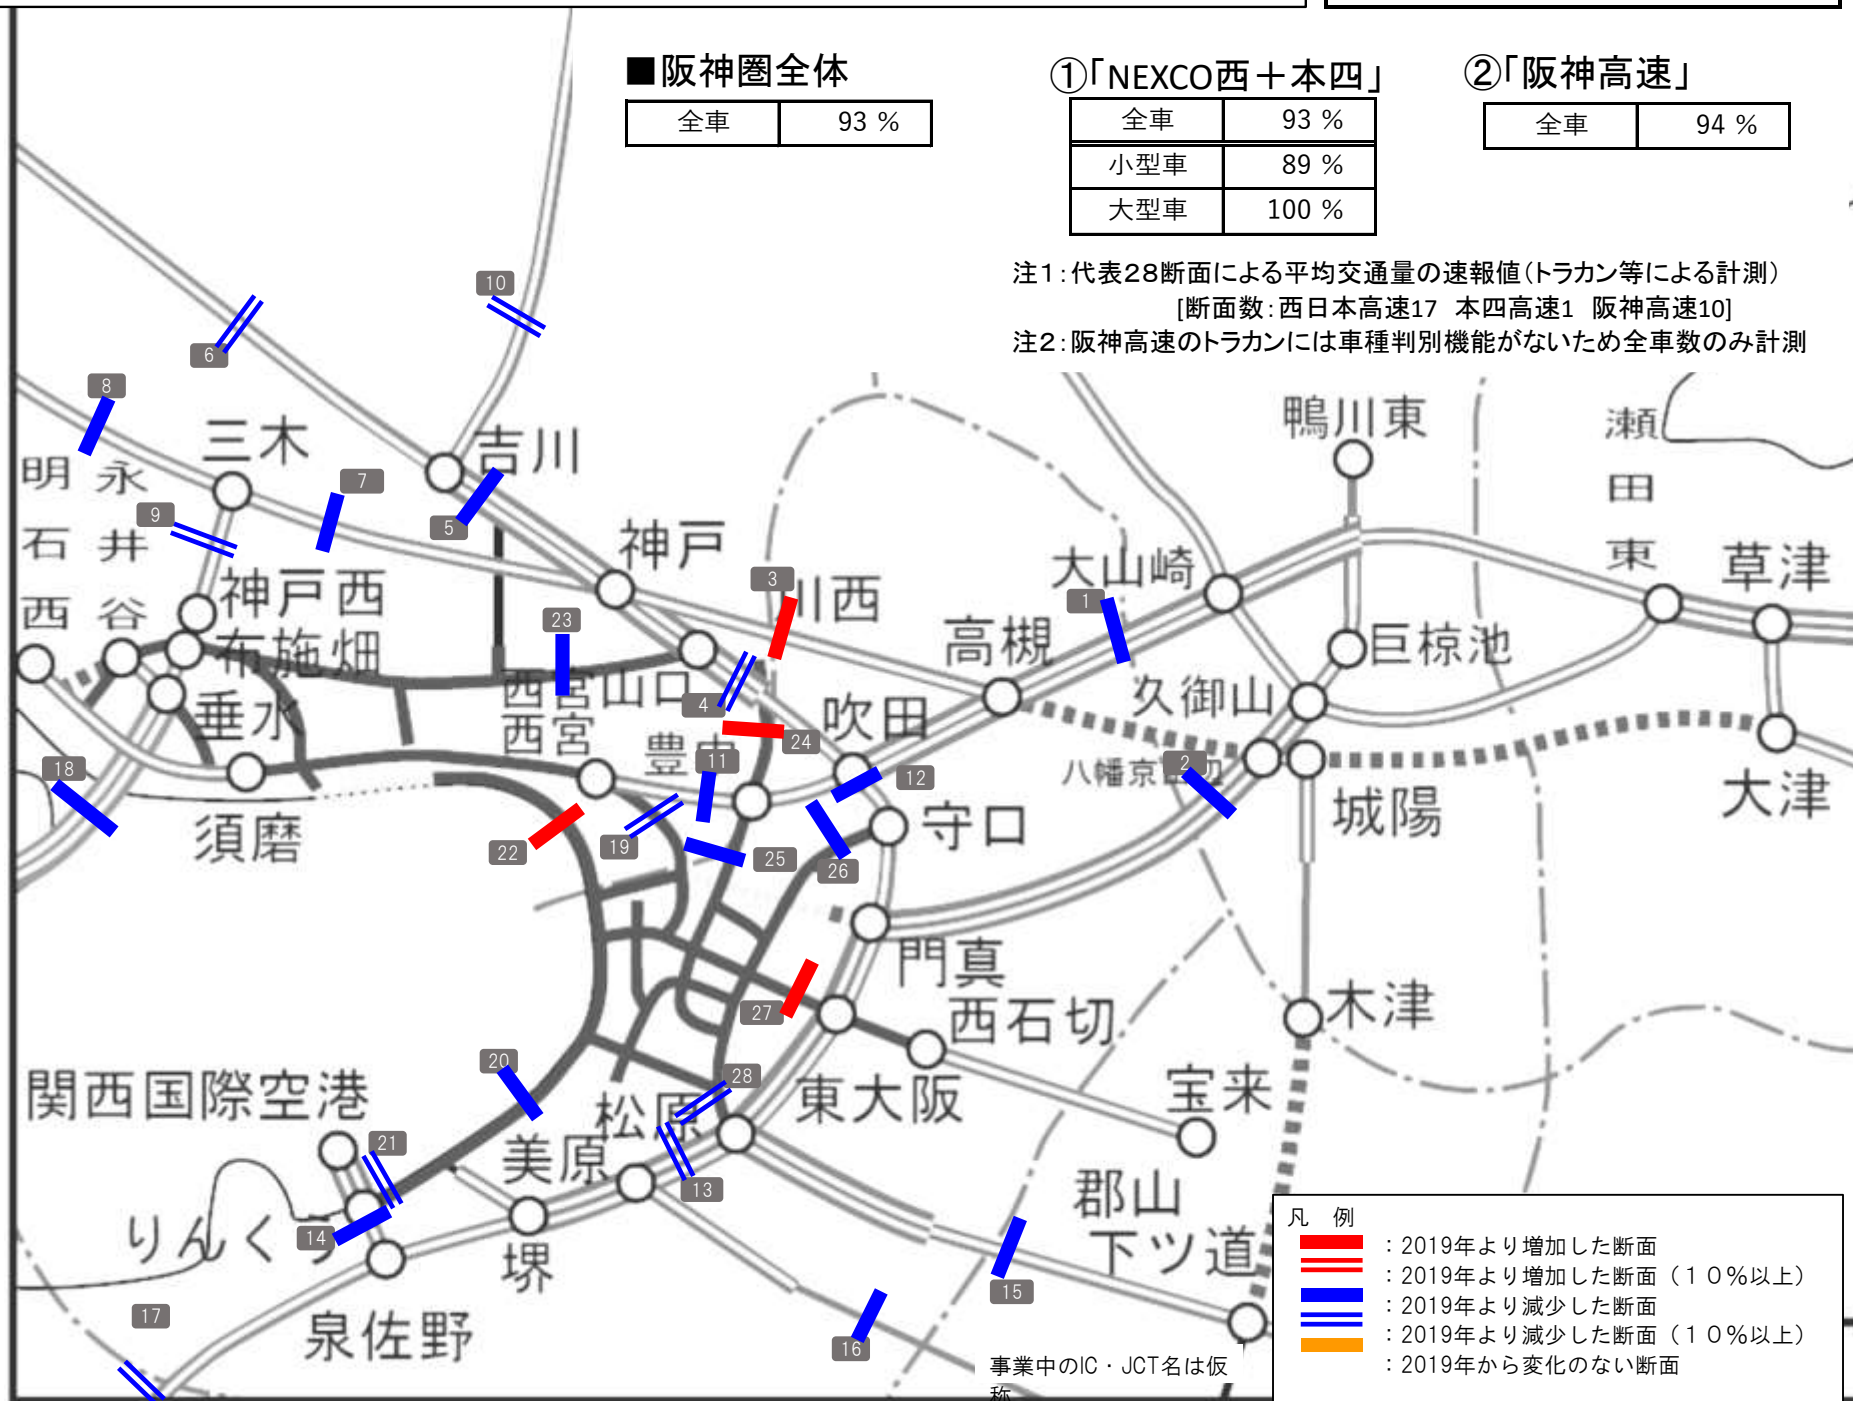 ■阪神圏全体
全車 93 %
①「NEXCO西＋本四」
全車 93 %
小型車 89 %
大型車 100 %
②「阪神高速」
全車 94 %
注１：代表２８断面による平均交通量の速報値（トラカン等による計測）
［断面数：西日本高速17　本四高速1　阪神高速10］
注２：阪神高速のトラカンには車種判別機能がないため全車数のみ計測
10
6
8
三木
吉川
7
5
9
明石西
永井谷
神戸西
布施畑
神戸
3
川西
23
西宮山口
西宮
4
24
高槻
1
大山崎
鴨川東
瀬田東
草津
巨椋池
久御山
2
城陽
大津
垂水
須磨
18
22
19
豊中
11
吹田
12
25
26
守口
門真
27
西石切
東大阪
28
松原
13
美原
堺
20
21
関西国際空港
りんくう
14
泉佐野
17
木津
宝来
郡山下ツ道
15
16
事業中のIC・JCT名は仮
称
凡　例
：2019年より増加した断面
：2019年より増加した断面（１０％以上）
：2019年より減少した断面
：2019年より減少した断面（１０％以上）
：2019年から変化のない断面